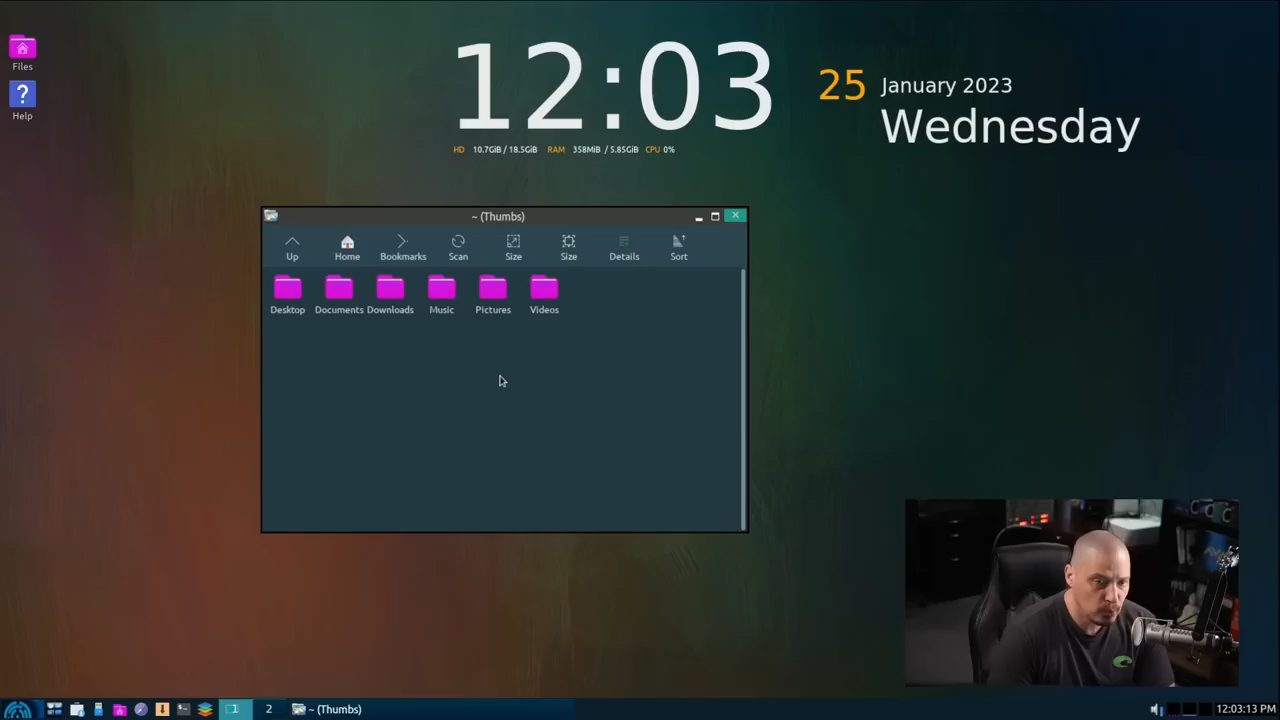 Files
Help
12:03
25 January 2023
Wednesday
HD 10.7GiB / 18.5GiB RAM 358MiB / 5.85GiB CPU 0%
~ (Thumbs)
Up Home Bookmarks Scan Size Size Details Sort
Desktop Documents Downloads Music Pictures Videos
1 2 ~ (Thumbs) 12:03:13 PM